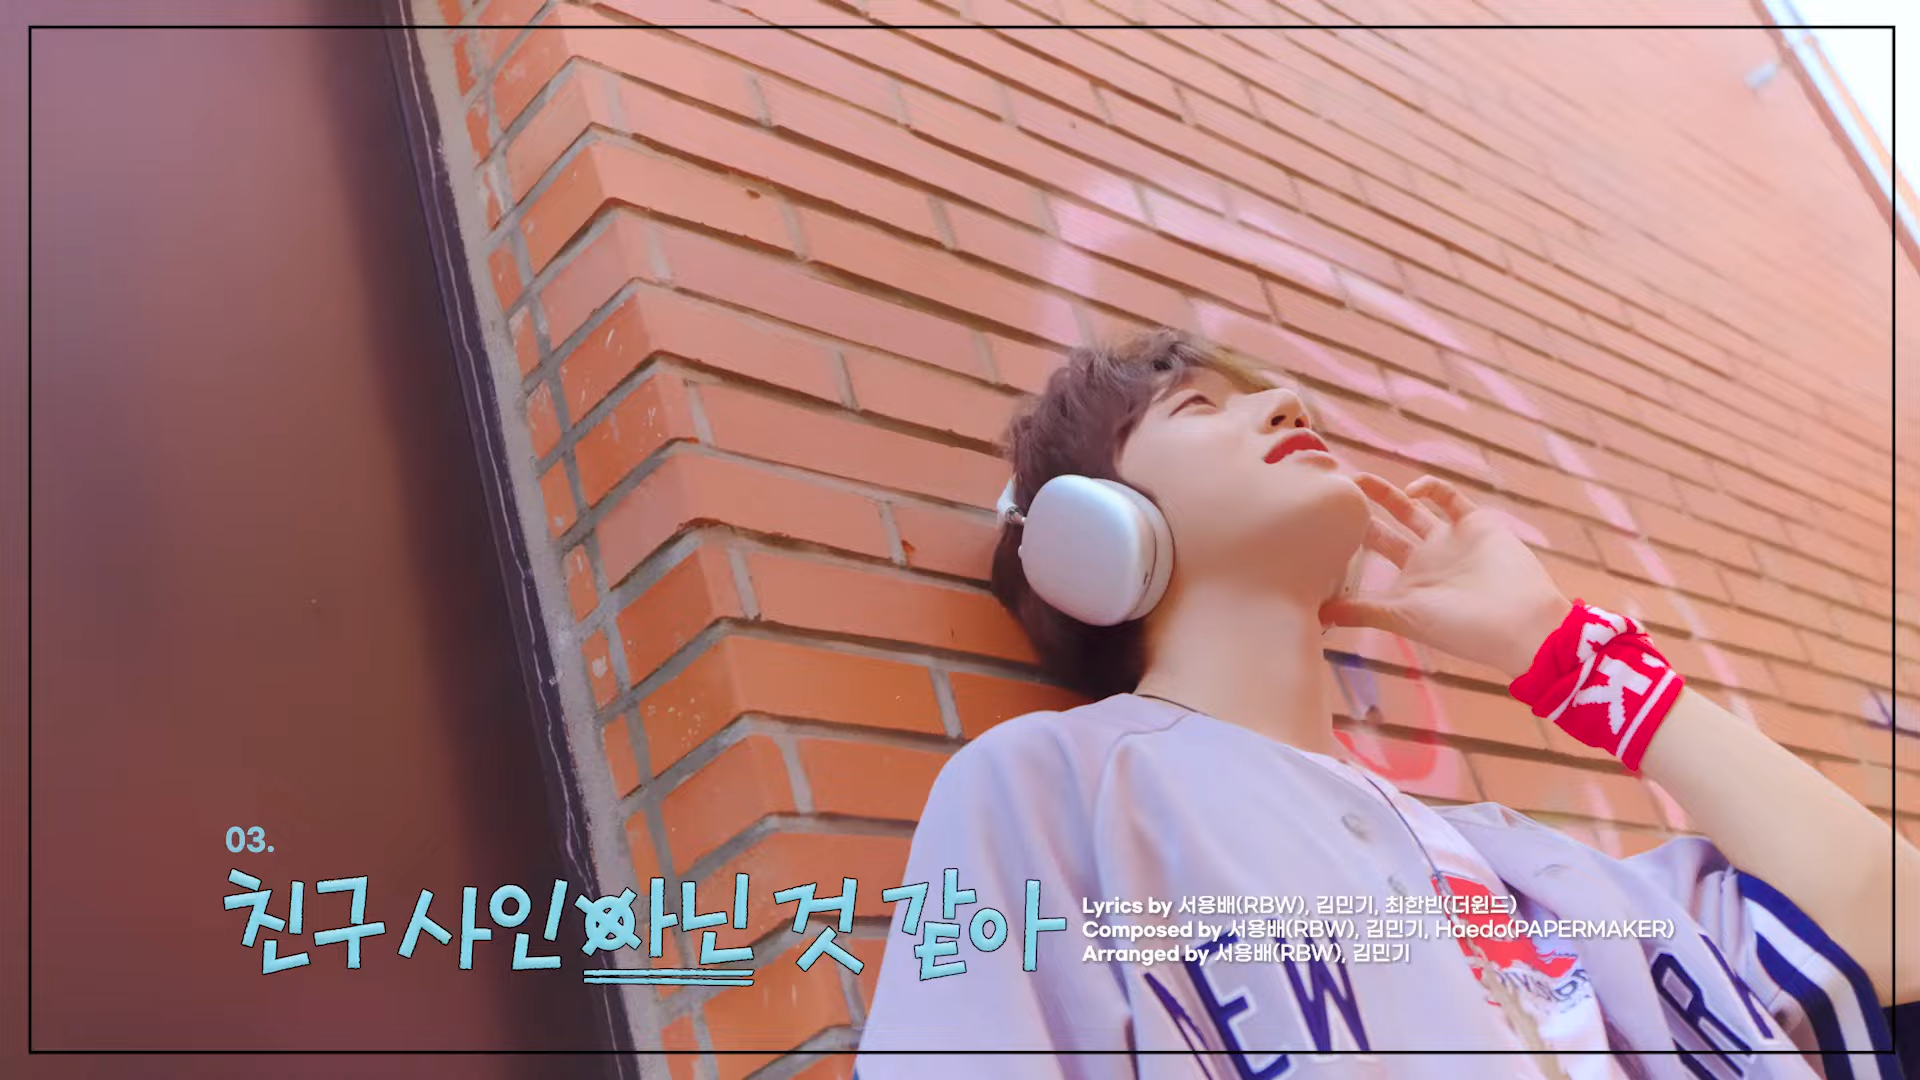 03.
친구 사인 아닌 것 같아
Lyrics by 서용배(RBW), 김민기, 최한빈(더윈드)
Composed by 서용배(RBW), 김민기, Haedo(PAPERMAKER)
Arranged by 서용배(RBW), 김민기
NEW